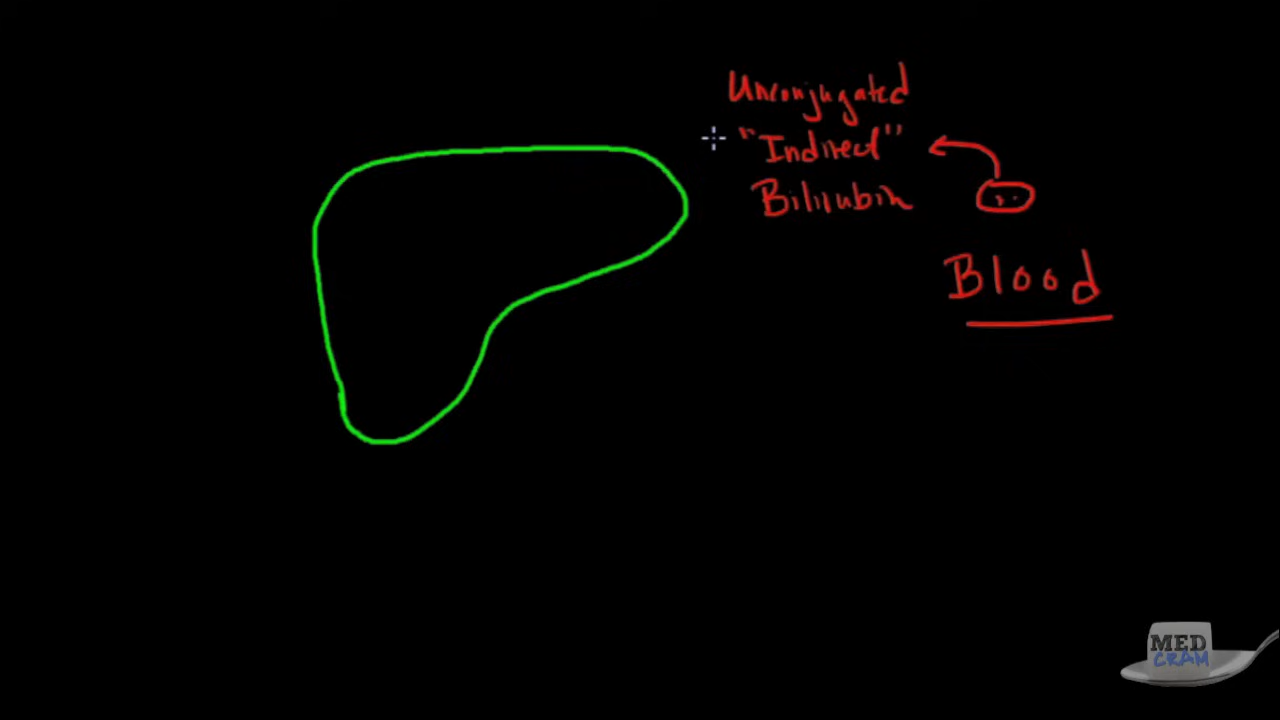 Unconjugated
"Indirect"
Bilirubin
Blood
MED
CRAM